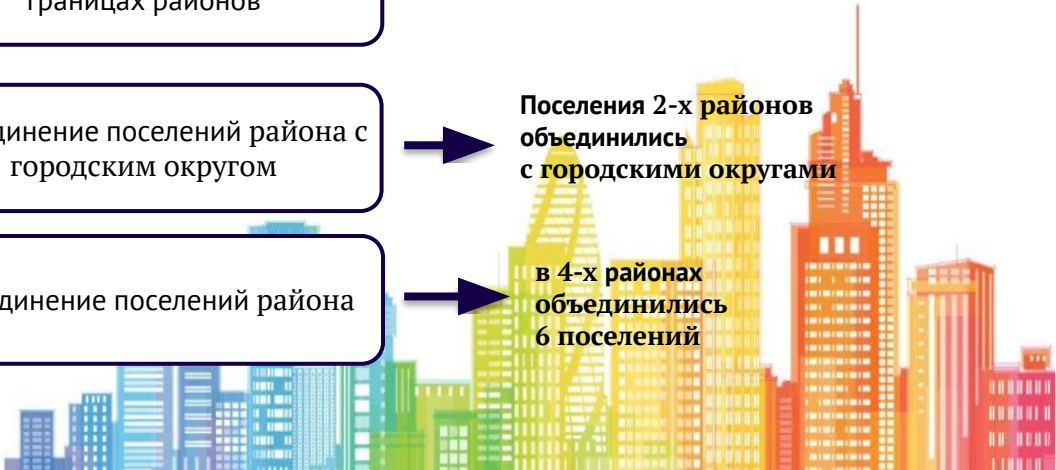 границах районов
динение поселений района с
городским округом
Поселения 2-х районов
объединились
с городскими округами
динение поселений района
в 4-х районах
объединились
6 поселений